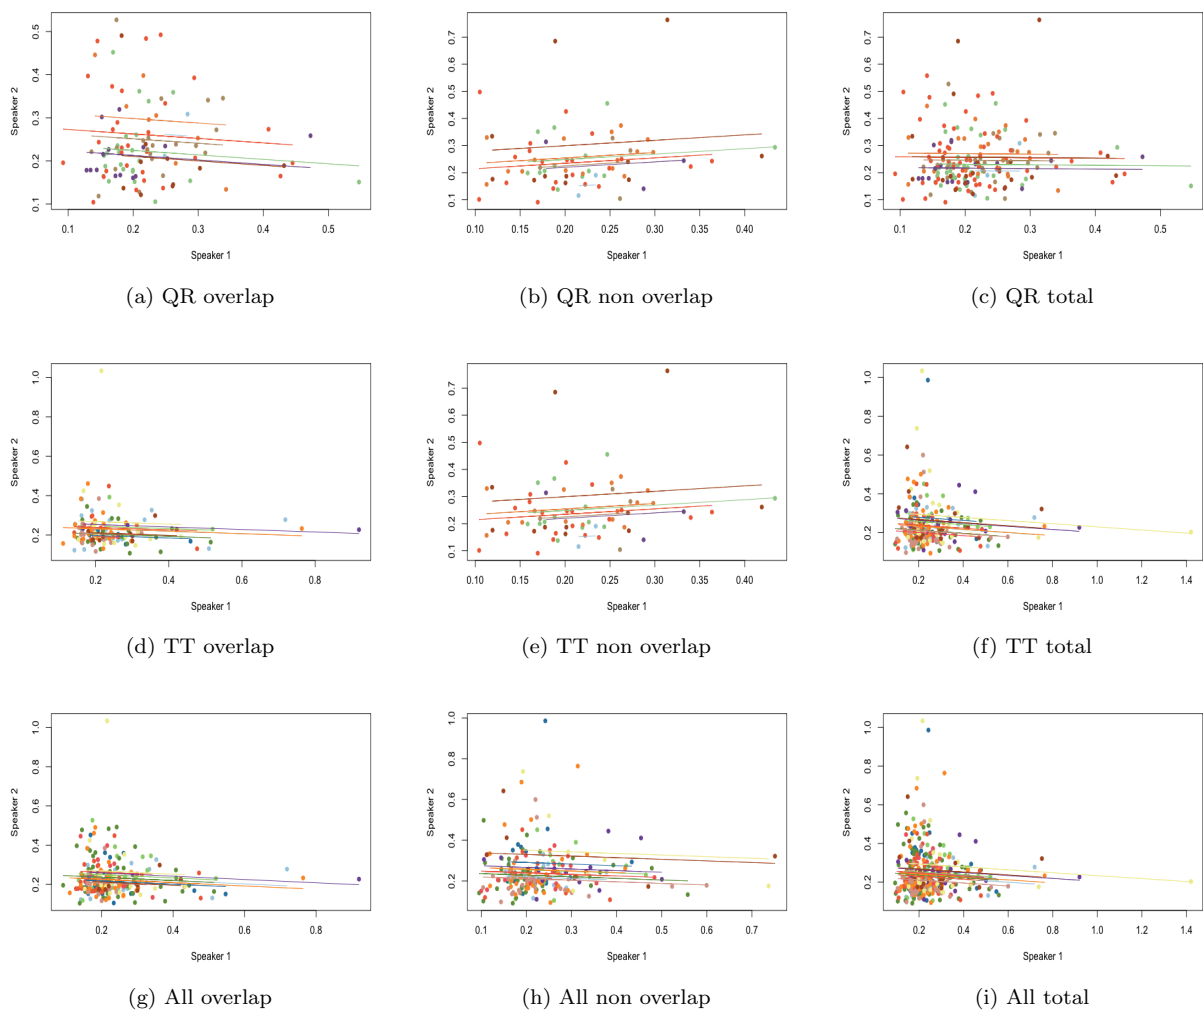 0.5
0.4
0.3
0.2
0.1
Speaker 2
0.1 0.2 0.3 0.4 0.5
Speaker 1
(a) QR overlap
0.7
0.6
0.5
0.4
0.3
0.2
0.1
Speaker 2
0.10 0.15 0.20 0.25 0.30 0.35 0.40
Speaker 1
(b) QR non overlap
0.7
0.6
0.5
0.4
0.3
0.2
0.1
Speaker 2
0.1 0.2 0.3 0.4 0.5
Speaker 1
(c) QR total
1.0
0.8
0.6
0.4
0.2
Speaker 2
0.2 0.4 0.6 0.8
Speaker 1
(d) TT overlap
0.7
0.6
0.5
0.4
0.3
0.2
0.1
Speaker 2
0.10 0.15 0.20 0.25 0.30 0.35 0.40
Speaker 1
(e) TT non overlap
1.0
0.8
0.6
0.4
0.2
Speaker 2
0.2 0.4 0.6 0.8 1.0 1.2 1.4
Speaker 1
(f) TT total
1.0
0.8
0.6
0.4
0.2
Speaker 2
0.2 0.4 0.6 0.8
Speaker 1
(g) All overlap
1.0
0.8
0.6
0.4
0.2
Speaker 2
0.1 0.2 0.3 0.4 0.5 0.6 0.7
Speaker 1
(h) All non overlap
1.0
0.8
0.6
0.4
0.2
Speaker 2
0.2 0.4 0.6 0.8 1.0 1.2 1.4
Speaker 1
(i) All total